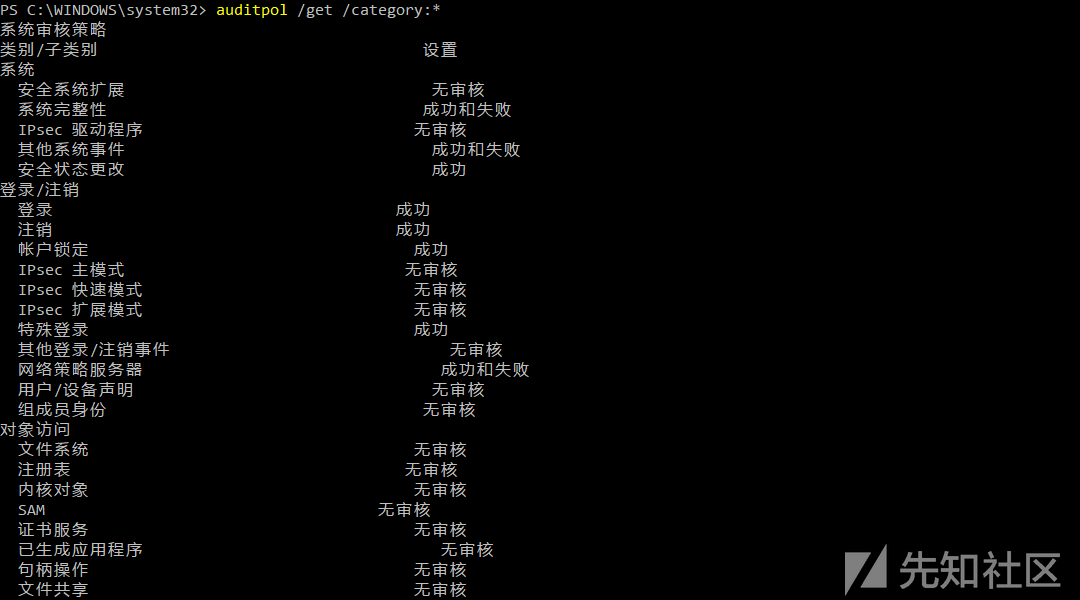 PS C:\WINDOWS\system32> auditpol /get /category:*
系统审核策略
类别/子类别 设置
系统
安全系统扩展 无审核
系统完整性 成功和失败
IPsec 驱动程序 无审核
其他系统事件 成功和失败
安全状态更改 成功
登录/注销
登录 成功
注销 成功
帐户锁定 成功
IPsec 主模式 无审核
IPsec 快速模式 无审核
IPsec 扩展模式 无审核
特殊登录 成功
其他登录/注销事件 无审核
网络策略服务器 成功和失败
用户/设备声明 无审核
组成员身份 无审核
对象访问
文件系统 无审核
注册表 无审核
内核对象 无审核
SAM 无审核
证书服务 无审核
已生成应用程序 无审核
句柄操作 无审核
文件共享 无审核
先知社区